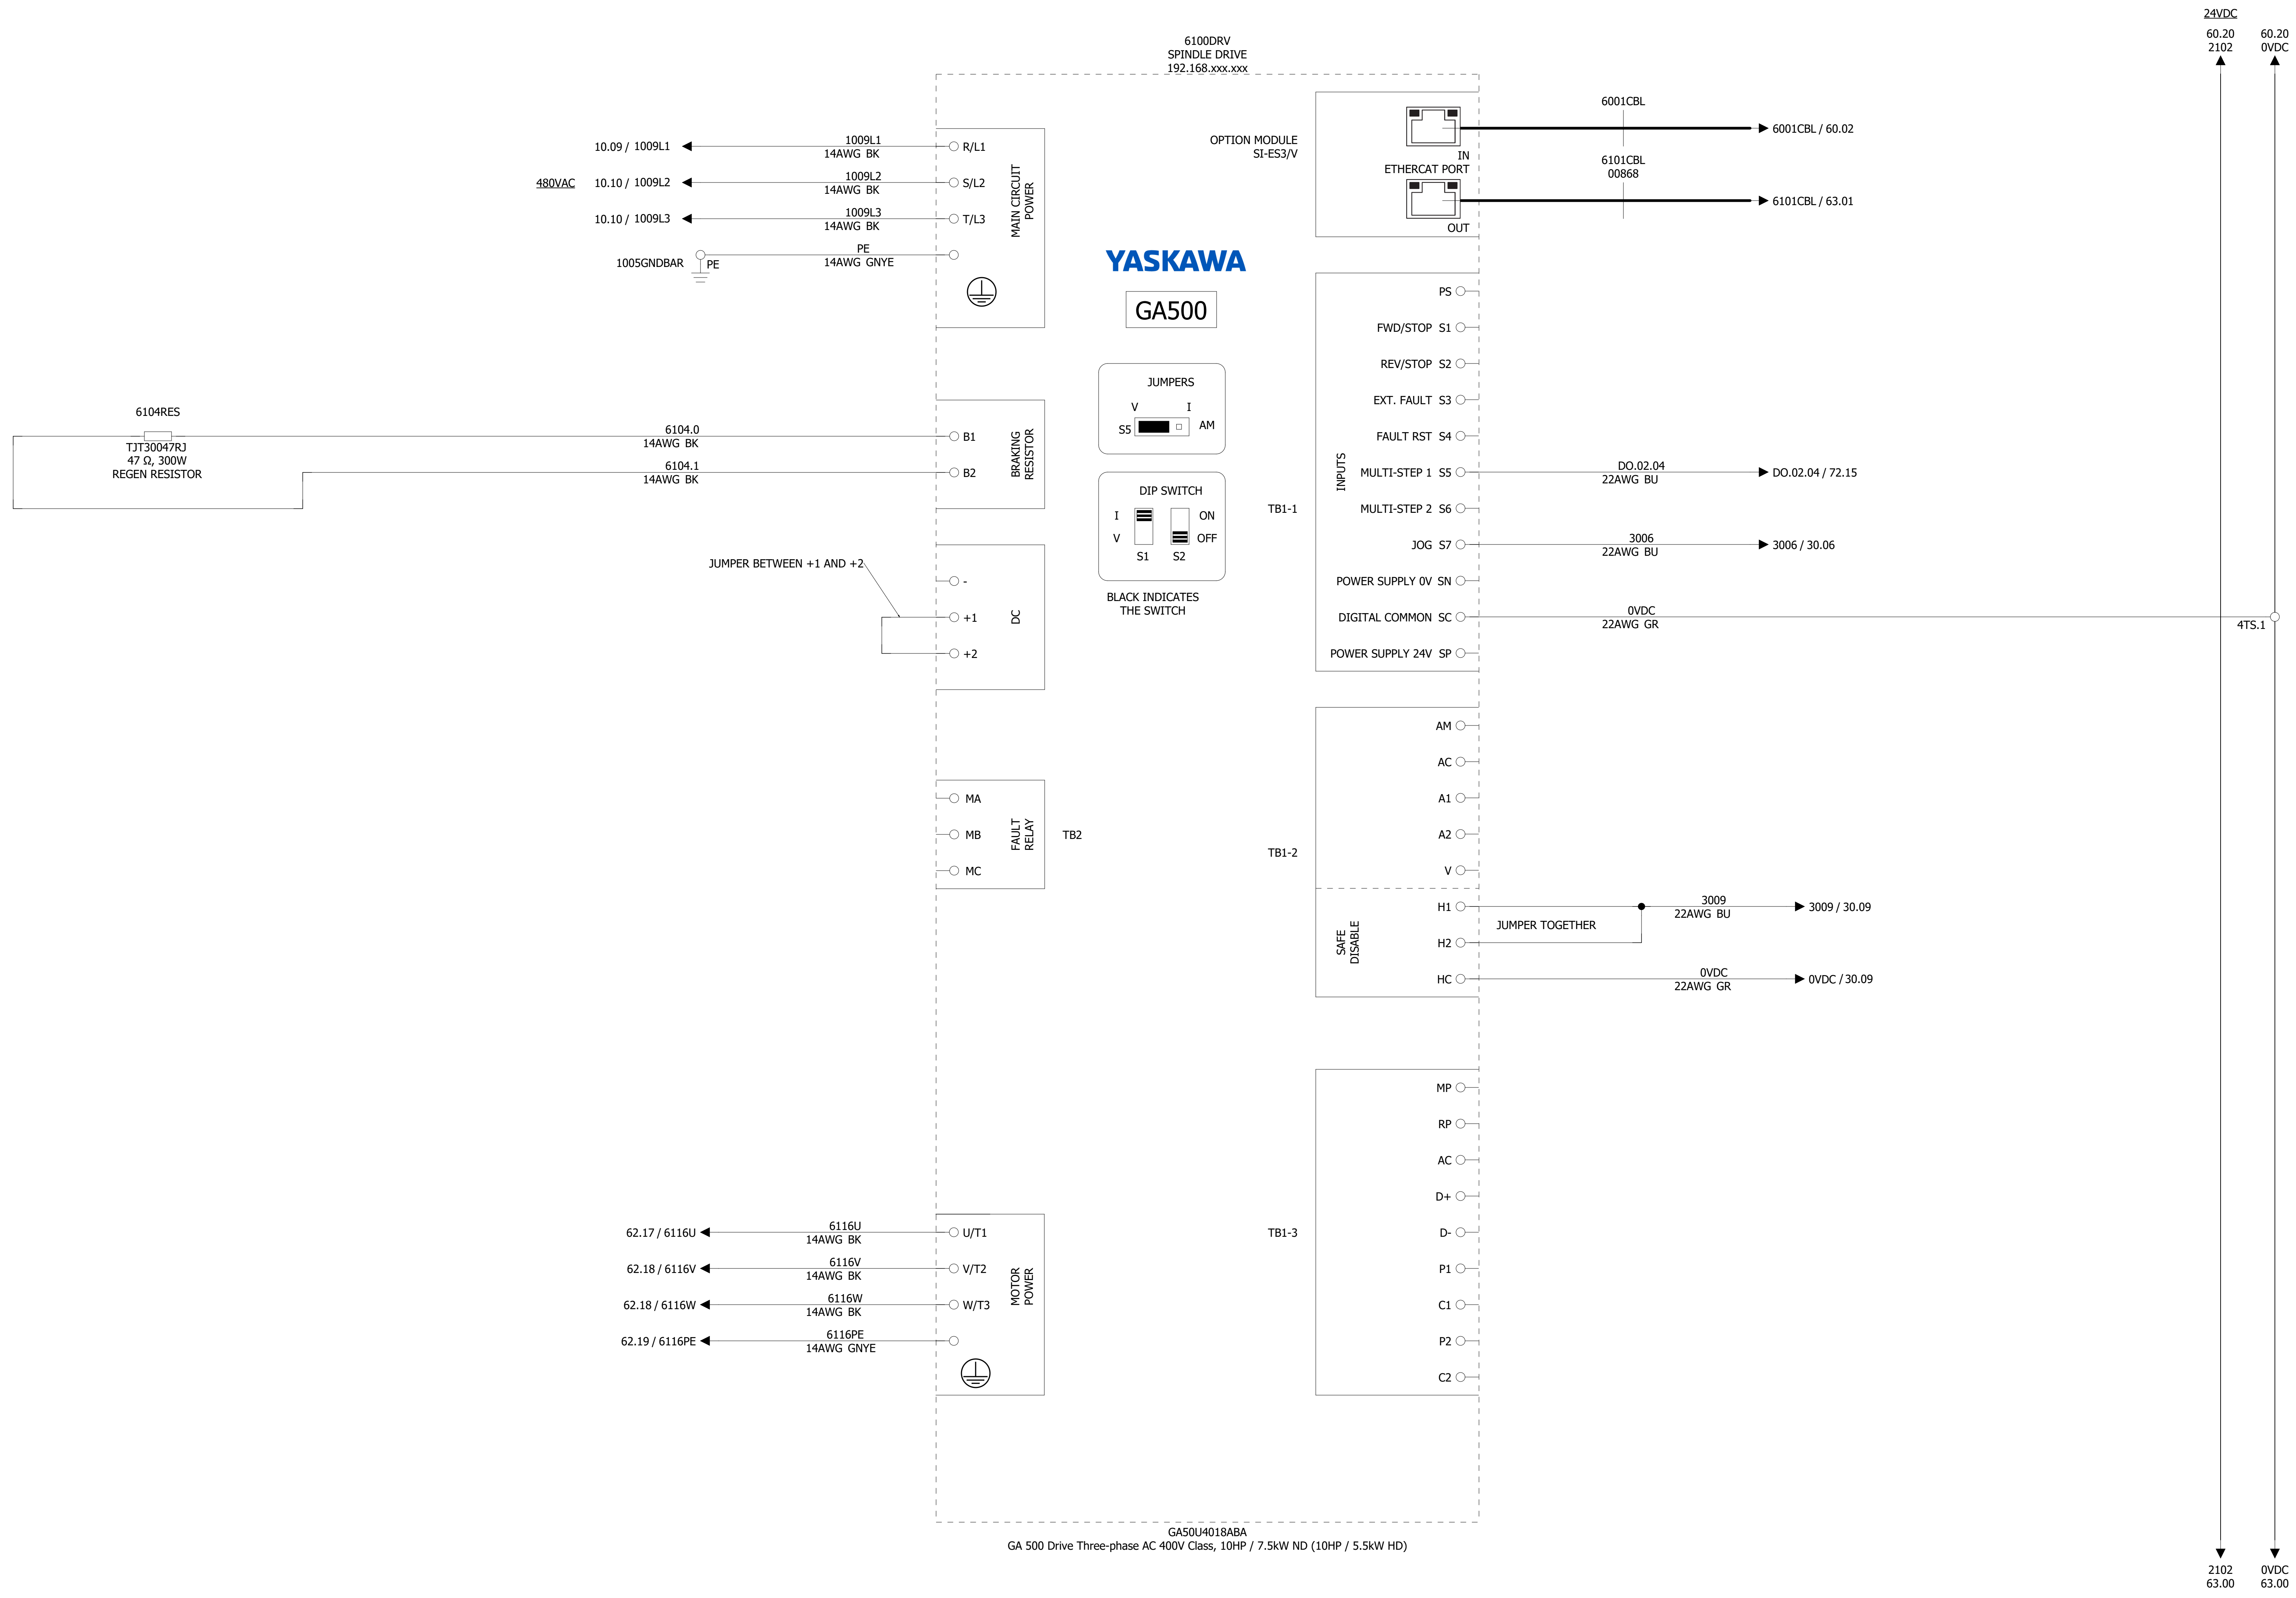 24VDC
60.20
2102
60.20
0VDC
6100DRV
SPINDLE DRIVE
192.168.xxx.xxx
10.09 / 1009L1
1009L1
14AWG BK
R/L1
480VAC
10.10 / 1009L2
1009L2
14AWG BK
S/L2
10.10 / 1009L3
1009L3
14AWG BK
T/L3
1005GNDBAR
PE
PE
14AWG GNYE
MAIN CIRCUIT
POWER
OPTION MODULE
SI-ES3/V
IN
ETHERCAT PORT
OUT
6001CBL
6001CBL / 60.02
6101CBL
00868
6101CBL / 63.01
YASKAWA
GA500
JUMPERS
V
I
S5
AM
DIP SWITCH
I
V
ON
OFF
S1
S2
BLACK INDICATES
THE SWITCH
6104RES
TJT30047RJ
47 Ω, 300W
REGEN RESISTOR
6104.0
14AWG BK
B1
6104.1
14AWG BK
B2
BRAKING
RESISTOR
JUMPER BETWEEN +1 AND +2
-
+1
+2
DC
MA
MB
MC
FAULT
RELAY
TB2
62.17 / 6116U
6116U
14AWG BK
U/T1
62.18 / 6116V
6116V
14AWG BK
V/T2
62.18 / 6116W
6116W
14AWG BK
W/T3
62.19 / 6116PE
6116PE
14AWG GNYE
MOTOR
POWER
TB1-1
INPUTS
PS
FWD/STOP S1
REV/STOP S2
EXT. FAULT S3
FAULT RST S4
MULTI-STEP 1 S5
DO.02.04
22AWG BU
DO.02.04 / 72.15
MULTI-STEP 2 S6
JOG S7
3006
22AWG BU
3006 / 30.06
POWER SUPPLY 0V SN
DIGITAL COMMON SC
0VDC
22AWG GR
4TS.1
POWER SUPPLY 24V SP
TB1-2
AM
AC
A1
A2
V
SAFE
DISABLE
H1
3009
22AWG BU
3009 / 30.09
JUMPER TOGETHER
H2
HC
0VDC
22AWG GR
0VDC / 30.09
TB1-3
MP
RP
AC
D+
D-
P1
C1
P2
C2
GA50U4018ABA
GA 500 Drive Three-phase AC 400V Class, 10HP / 7.5kW ND (10HP / 5.5kW HD)
2102
63.00
0VDC
63.00